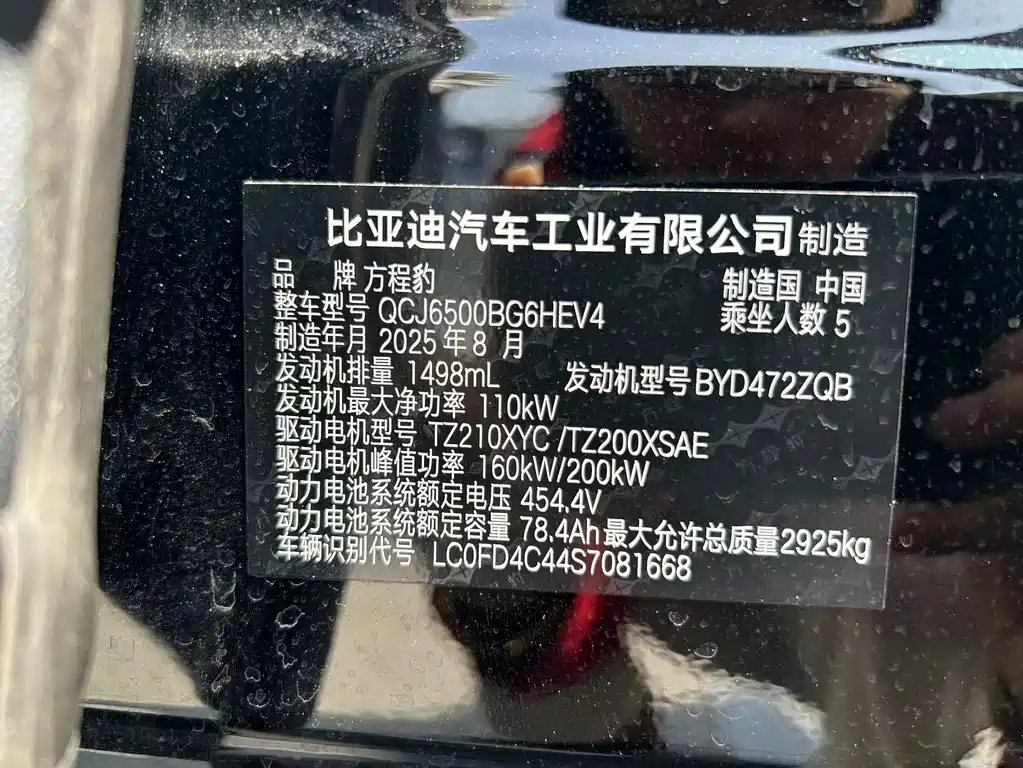 比亚迪汽车工业有限公司制造
品 牌 方程豹 制造国 中国
整车型号 QCJ6500BG6HEV4 乘坐人数 5
制造年月 2025 年 8 月
发动机排量 1498mL 发动机型号 BYD472ZQB
发动机最大净功率 110kW
驱动电机型号 TZ210XYC /TZ200XSAE
驱动电机峰值功率 160kW/200kW
动力电池系统额定电压 454.4V
动力电池系统额定容量 78.4Ah 最大允许总质量2925kg
车辆识别代号 LC0FD4C44S7081668